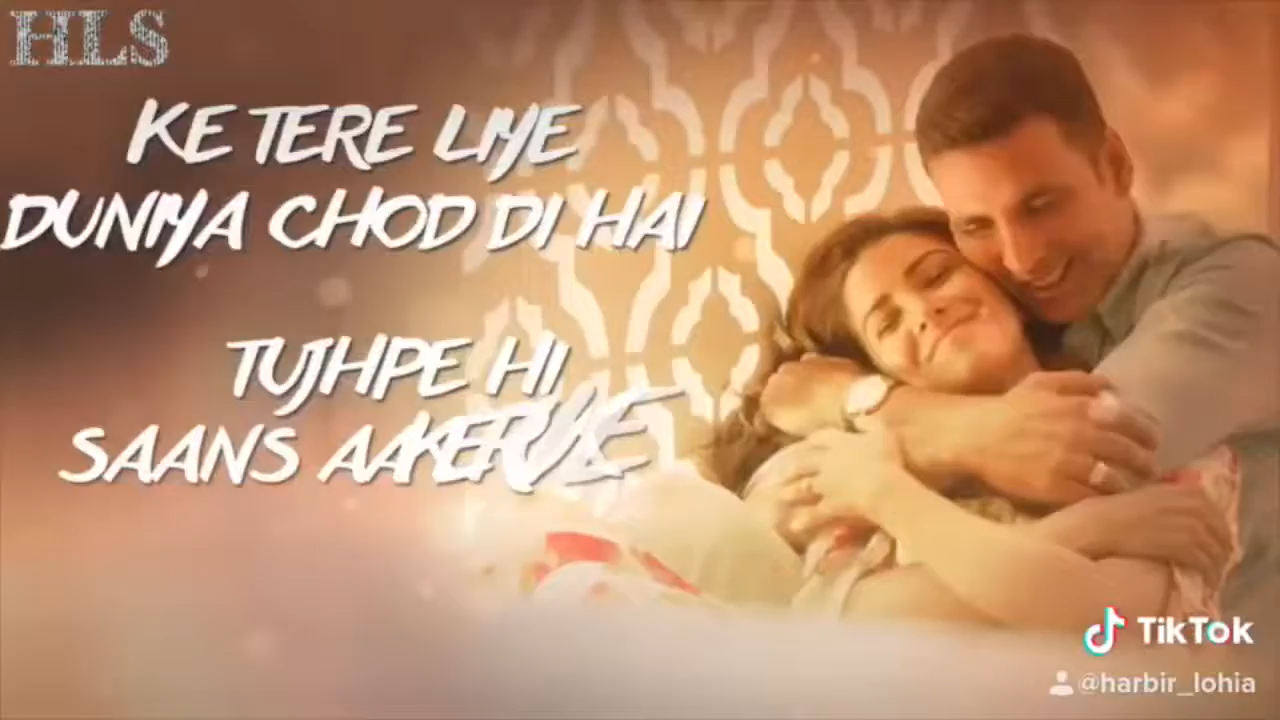 HLS
KE TERE LIYE
DUNIYA CHOD DI HAI
TUJHPE HI
SAANS
TikTok
@harbir_lohia